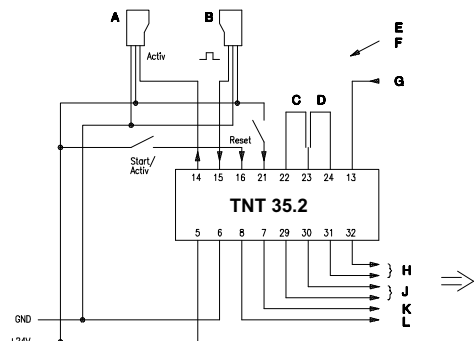 A B E
F
Activ
C D G
Reset
Start/
Activ
14 15 16 21 22 23 24 13
TNT 35.2
5 6 8 7 29 30 31 32
H
J
K
GND L
+24V